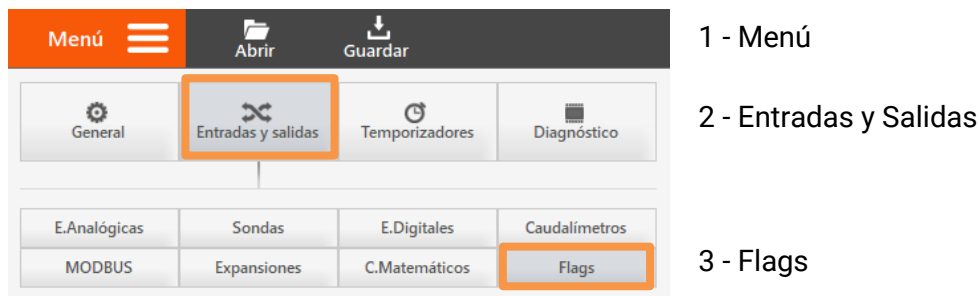 Menú
Abrir
Guardar
1 - Menú
General
Entradas y salidas
Temporizadores
Diagnóstico
2 - Entradas y Salidas
E.Analógicas
Sondas
E.Digitales
Caudalímetros
MODBUS
Expansiones
C.Matemáticos
Flags
3 - Flags